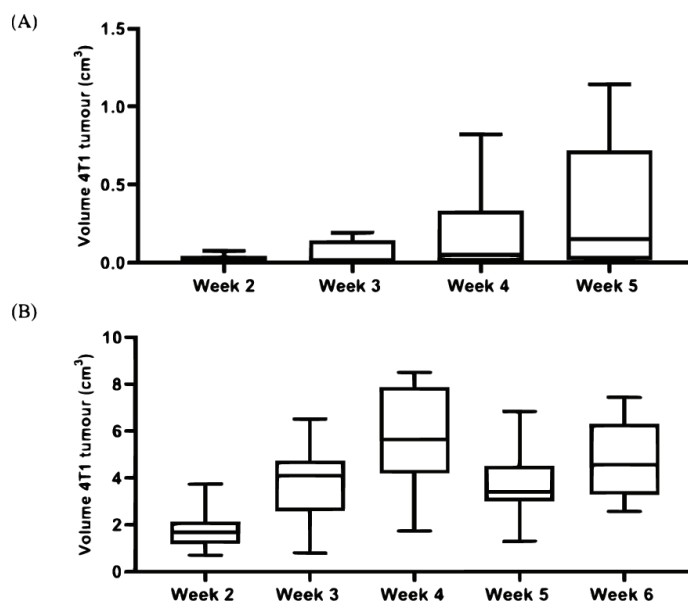 (A)
Volume 4T1 tumour (cm³)
1.5
1.0
0.5
0.0
Week 2 Week 3 Week 4 Week 5
(B)
Volume 4T1 tumour (cm³)
10
8
6
4
2
0
Week 2 Week 3 Week 4 Week 5 Week 6